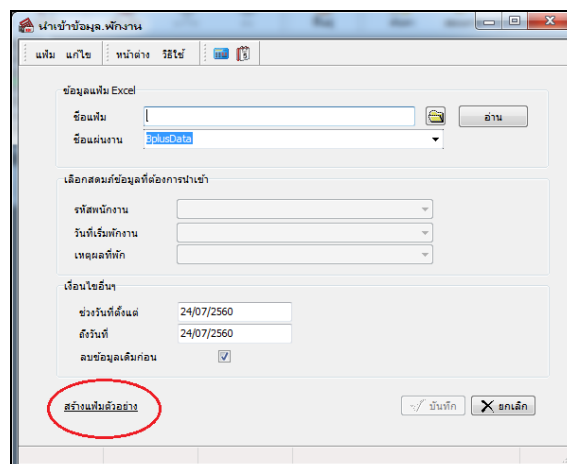 นำเข้าข้อมูล.พักงาน
แฟ้ม แก้ไข หน้าต่าง วิธีใช้
ข้อมูลแฟ้ม Excel
ชื่อแฟ้ม
อ่าน
ชื่อแผ่นงาน BplusData
เลือกสดมภ์ข้อมูลที่ต้องการนำเข้า
รหัสพนักงาน
วันที่เริ่มพักงาน
เหตุผลที่พัก
เงื่อนไขอื่นๆ
ช่วงวันที่ตั้งแต่ 24/07/2560
ถึงวันที่ 24/07/2560
ลบข้อมูลเดิมก่อน
สร้างแฟ้มตัวอย่าง บันทึก ยกเลิก